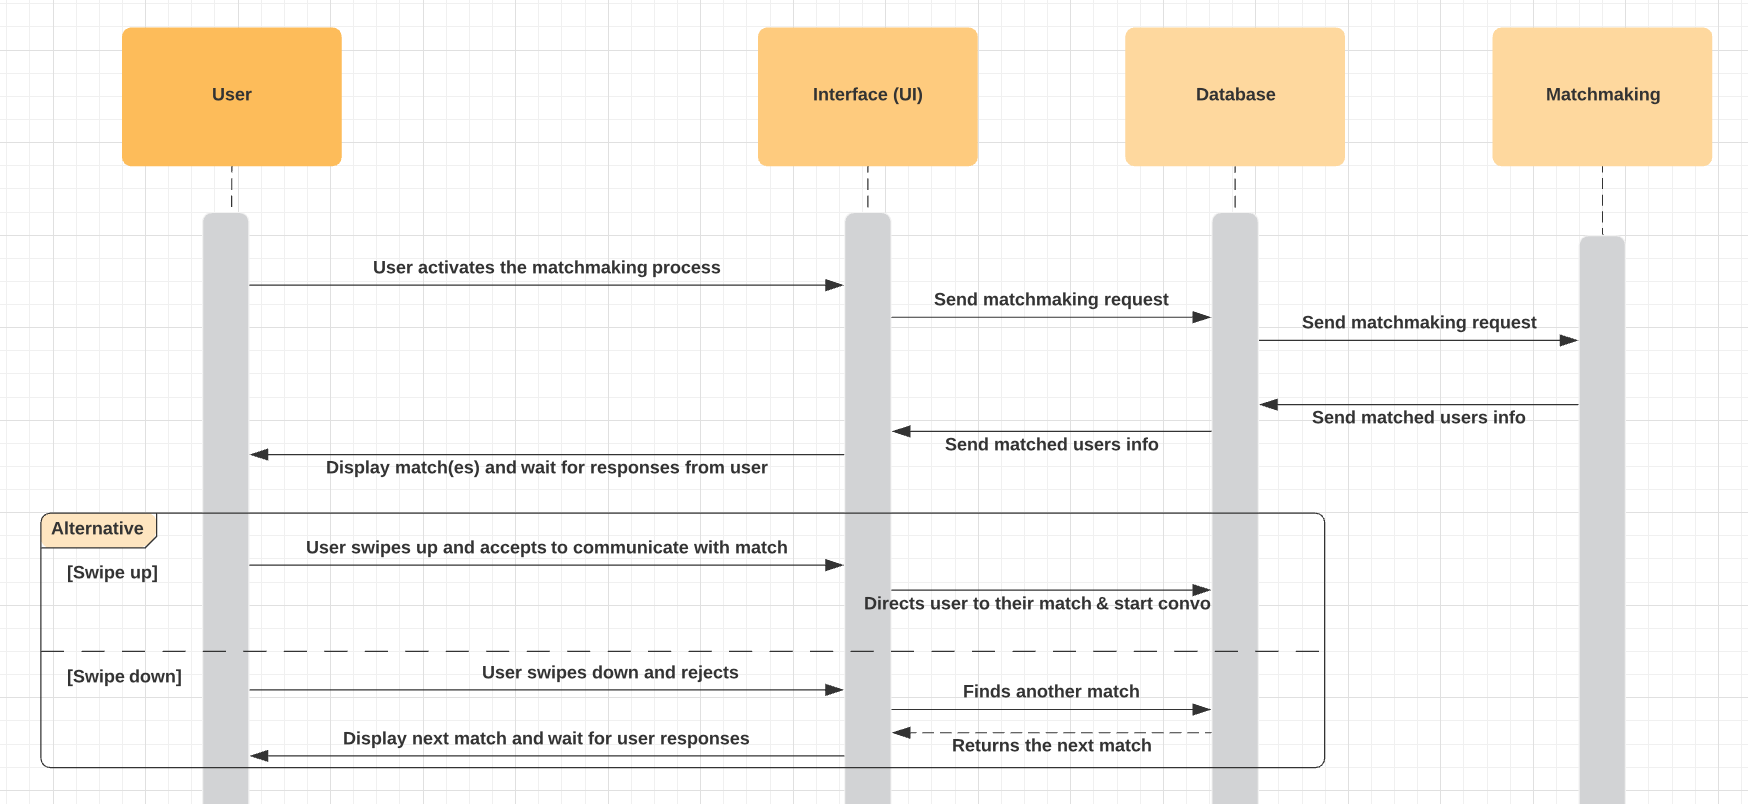 User
Interface (UI)
Database
Matchmaking
User activates the matchmaking process
Send matchmaking request
Send matchmaking request
Send matched users info
Send matched users info
Display match(es) and wait for responses from user
Alternative
User swipes up and accepts to communicate with match
[Swipe up]
Directs user to their match & start convo
[Swipe down]
User swipes down and rejects
Finds another match
Display next match and wait for user responses
Returns the next match